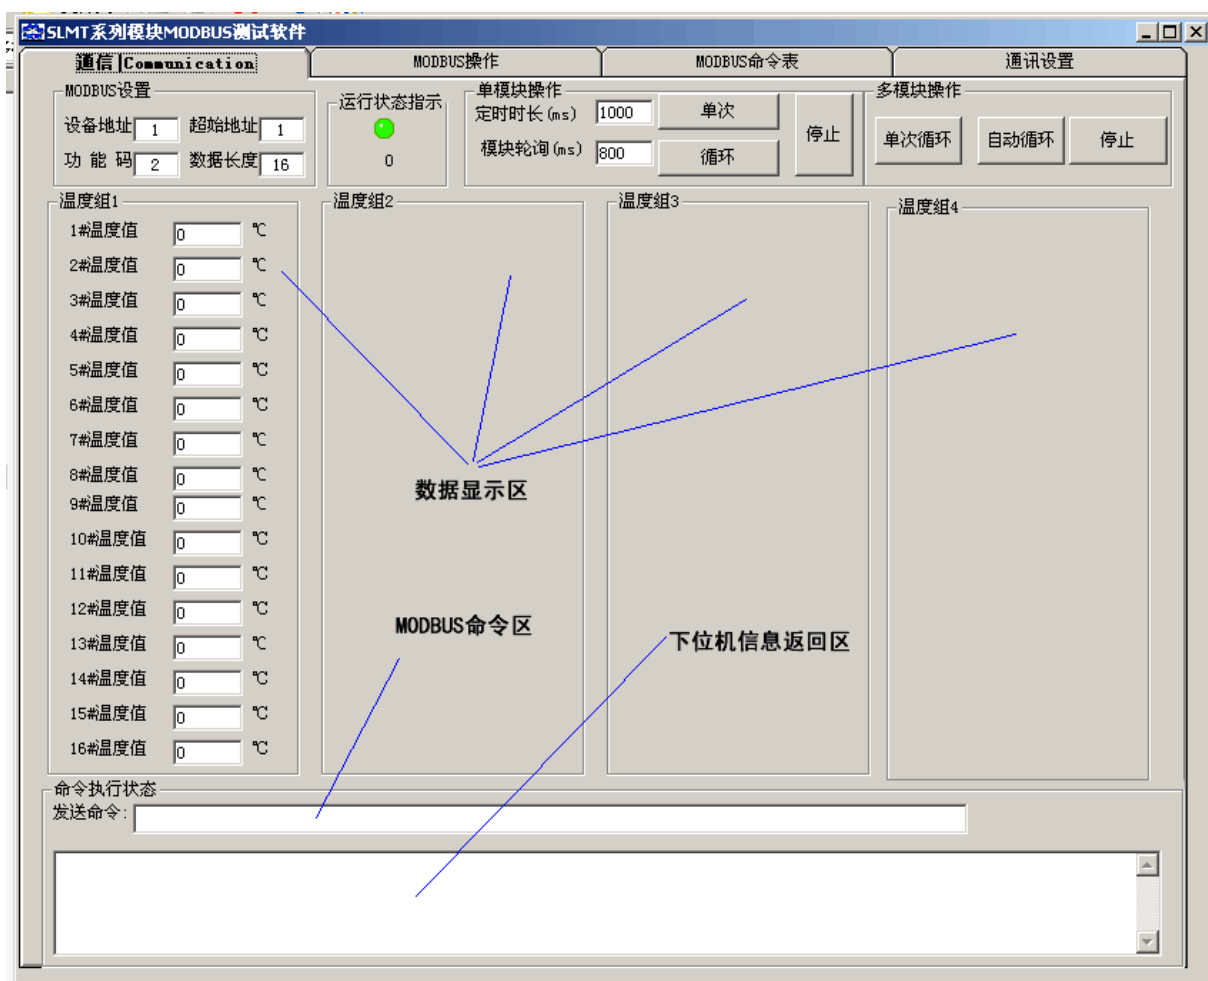 SLMT系列模块MODBUS测试软件
通信|Communication MODBUS操作 MODBUS命令表 通讯设置
MODBUS设置 运行状态指示 单模块操作 多模块操作
设备地址 1 超始地址 1 定时时长(ms) 1000 单次 停止 单次循环 自动循环 停止
功 能 码 2 数据长度 16 0 模块轮询(ms) 800 循环
温度组1 温度组2 温度组3 温度组4
1#温度值 0 ℃
2#温度值 0 ℃
3#温度值 0 ℃
4#温度值 0 ℃
5#温度值 0 ℃
6#温度值 0 ℃
7#温度值 0 ℃
8#温度值 0 ℃
数据显示区
9#温度值 0 ℃
10#温度值 0 ℃
11#温度值 0 ℃
12#温度值 0 ℃
MODBUS命令区
13#温度值 0 ℃
下位机信息返回区
14#温度值 0 ℃
15#温度值 0 ℃
16#温度值 0 ℃
命令执行状态
发送命令: